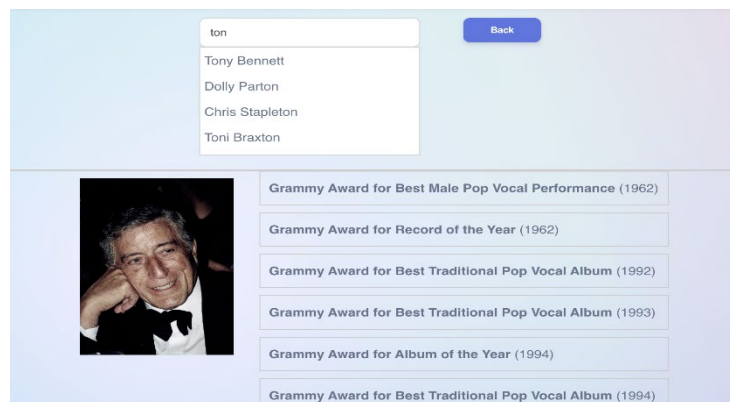 ton
Back
Tony Bennett
Dolly Parton
Chris Stapleton
Toni Braxton
Grammy Award for Best Male Pop Vocal Performance (1962)
Grammy Award for Record of the Year (1962)
Grammy Award for Best Traditional Pop Vocal Album (1992)
Grammy Award for Best Traditional Pop Vocal Album (1993)
Grammy Award for Album of the Year (1994)
Grammy Award for Best Traditional Pop Vocal Album (1994)